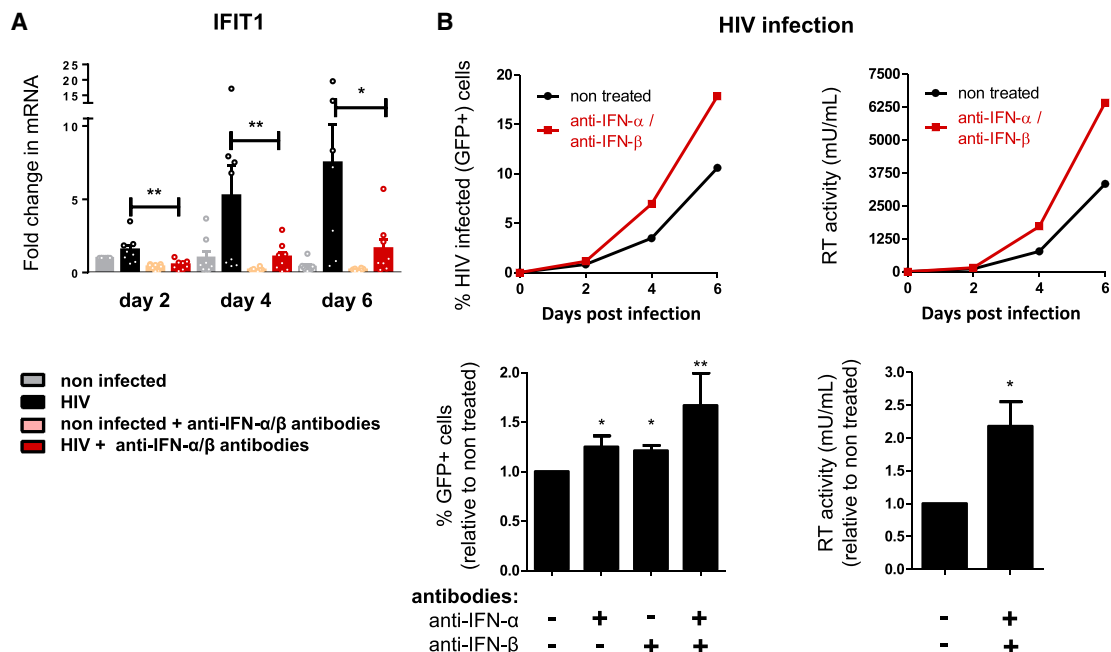 A
IFIT1
Fold change in mRNA
25
20
15
10
5
0
**
**
*
day 2
day 4
day 6
non infected
HIV
non infected + anti-IFN-α/β antibodies
HIV + anti-IFN-α/β antibodies
B
HIV infection
% HIV infected (GFP+) cells
20
15
10
5
0
non treated
anti-IFN-α /
anti-IFN-β
0 2 4 6
Days post infection
RT activity (mU/mL)
7500
6250
5000
3750
2500
1250
0
non treated
anti-IFN-α /
anti-IFN-β
0 2 4 6
Days post infection
% GFP+ cells
(relative to non treated)
2.0
1.5
1.0
0.5
0.0
* * **
antibodies:
anti-IFN-α - + - +
anti-IFN-β - - + +
RT activity (mU/mL)
(relative to non treated)
3.0
2.5
2.0
1.5
1.0
0.5
0.0
*
- +
- +